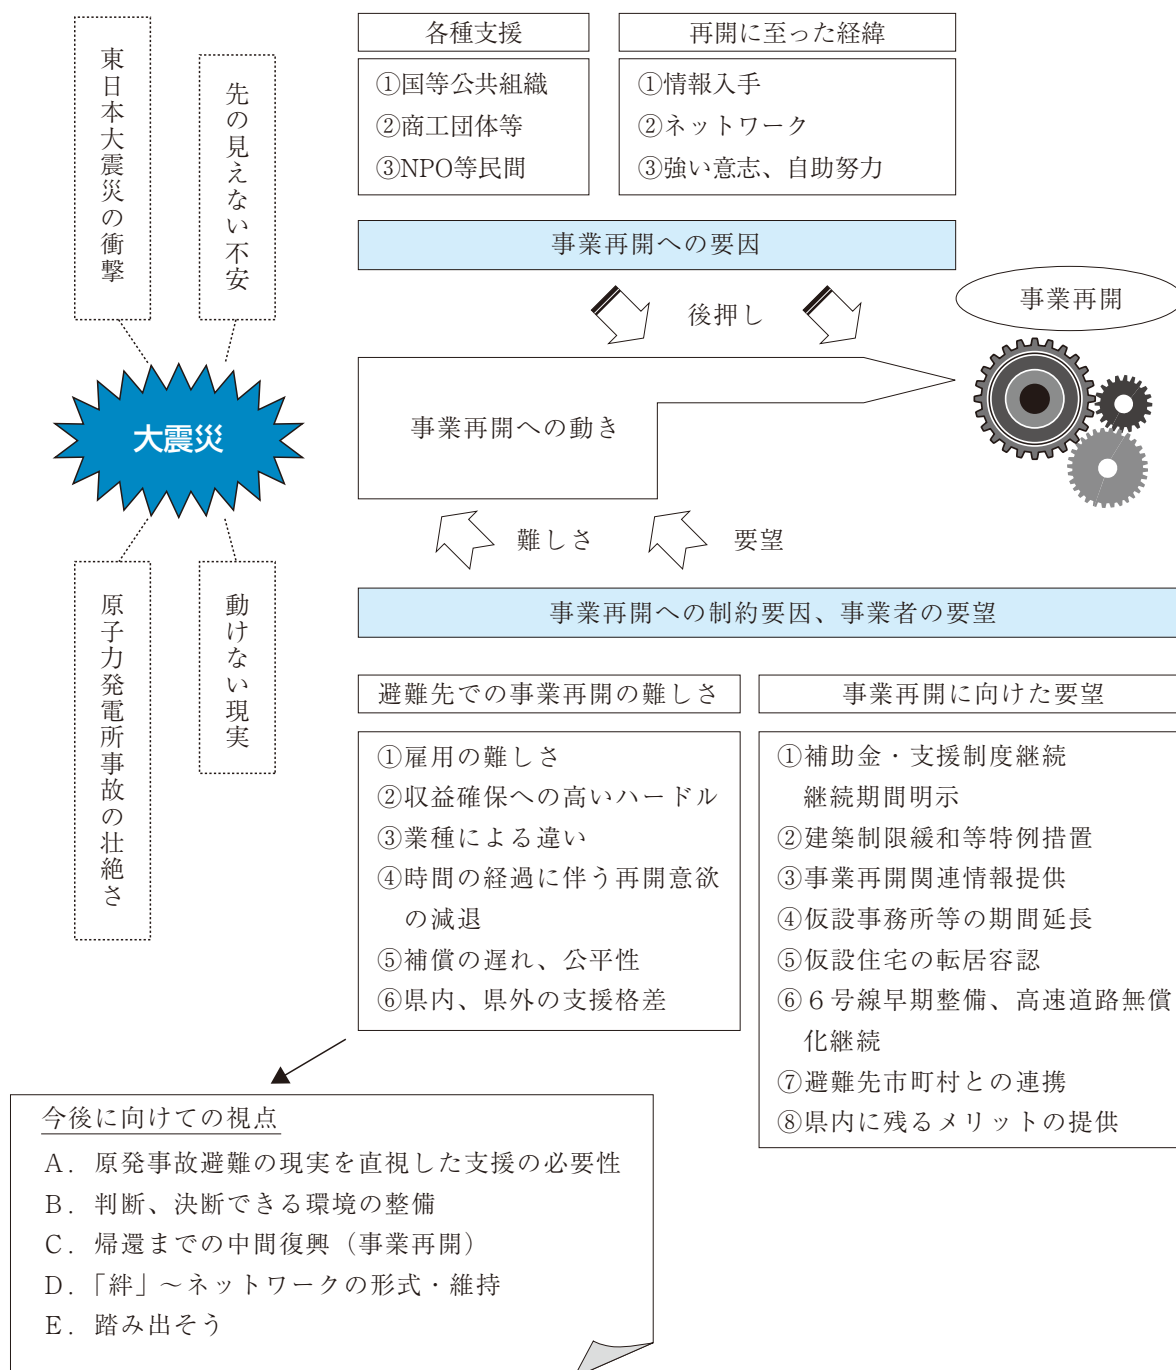 東日本大震災の衝撃
先の見えない不安
大震災
原子力発電所事故の壮絶さ
動けない現実
各種支援
①国等公共組織
②商工団体等
③NPO等民間
再開に至った経緯
①情報入手
②ネットワーク
③強い意志、自助努力
事業再開への要因
後押し
事業再開
事業再開への動き
難しさ
要望
事業再開への制約要因、事業者の要望
避難先での事業再開の難しさ
①雇用の難しさ
②収益確保への高いハードル
③業種による違い
④時間の経過に伴う再開意欲
の減退
⑤補償の遅れ、公平性
⑥県内、県外の支援格差
事業再開に向けた要望
①補助金・支援制度継続
継続期間明示
②建築制限緩和等特例措置
③事業再開関連情報提供
④仮設事務所等の期間延長
⑤仮設住宅の転居容認
⑥６号線早期整備、高速道路無償
化継続
⑦避難先市町村との連携
⑧県内に残るメリットの提供
今後に向けての視点
A．原発事故避難の現実を直視した支援の必要性
B．判断、決断できる環境の整備
C．帰還までの中間復興（事業再開）
D．「絆」～ネットワークの形式・維持
E．踏み出そう